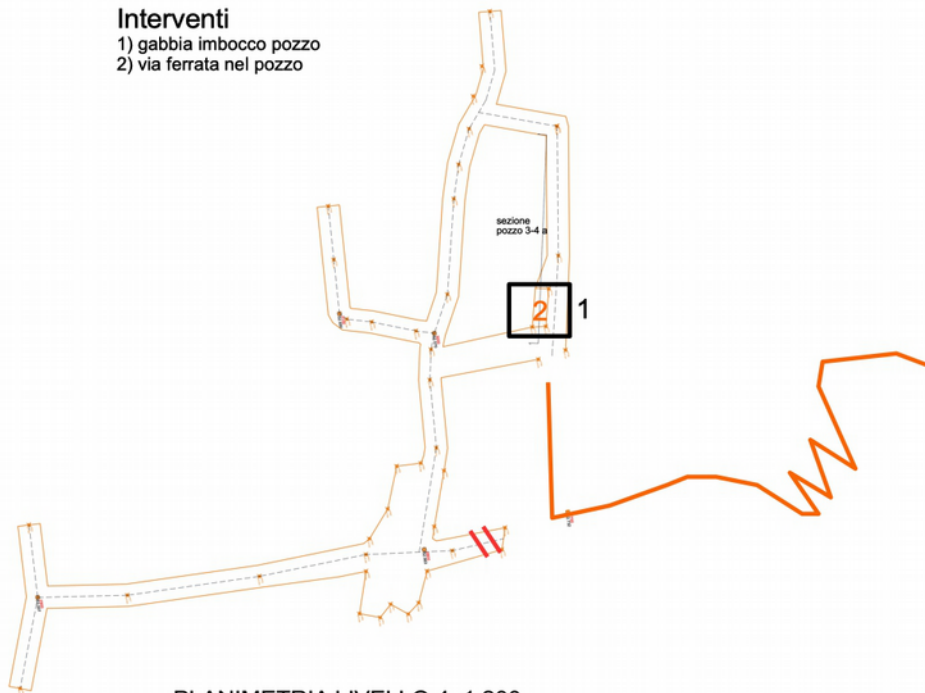 Interventi
1) gabbia imbocco pozzo
2) via ferrata nel pozzo
sezione
pozzo 3-4 a
2
1